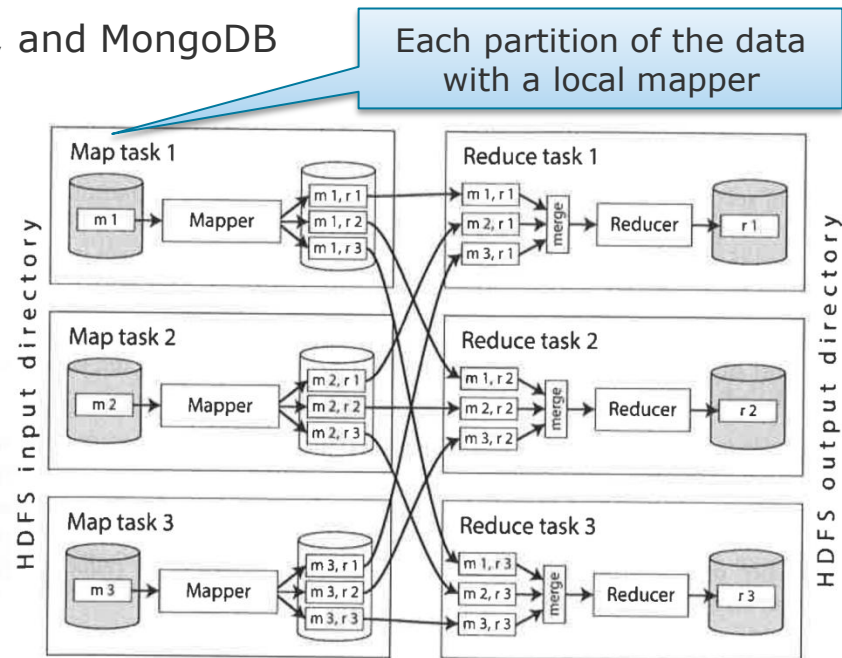 and MongoDB
Each partition of the data
with a local mapper
HDFS input directory
Map task 1
m 1
Mapper
m 1, r 1
m 1, r 2
m 1, r 3
Reduce task 1
m 1, r 1
m 2, r 1
m 3, r 1
merge
Reducer
r 1
Map task 2
m 2
Mapper
m 2, r 1
m 2, r 2
m 2, r 3
Reduce task 2
m 1, r 2
m 2, r 2
m 3, r 2
merge
Reducer
r 2
Map task 3
m 3
Mapper
m 3, r 1
m 3, r 2
m 3, r 3
Reduce task 3
m 1, r 3
m 2, r 3
m 3, r 3
merge
Reducer
r 3
HDFS output directory